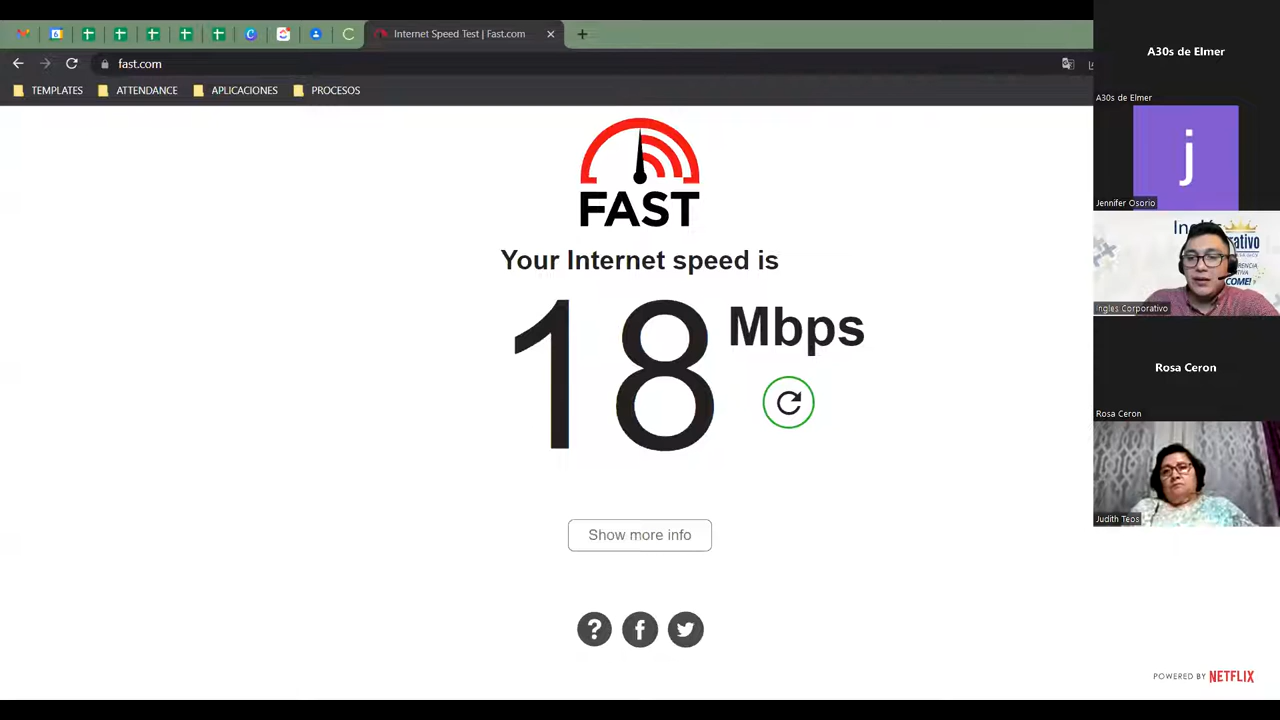 Internet Speed Test | Fast.com
fast.com
TEMPLATES
ATTENDANCE
APLICACIONES
PROCESOS
FAST
Your Internet speed is
18 Mbps
Show more info
?
POWERED BY NETFLIX
A30s de Elmer
A30s de Elmer
j
Jennifer Osorio
COME!
Ingles Corporativo
Rosa Ceron
Rosa Ceron
Judith Teos